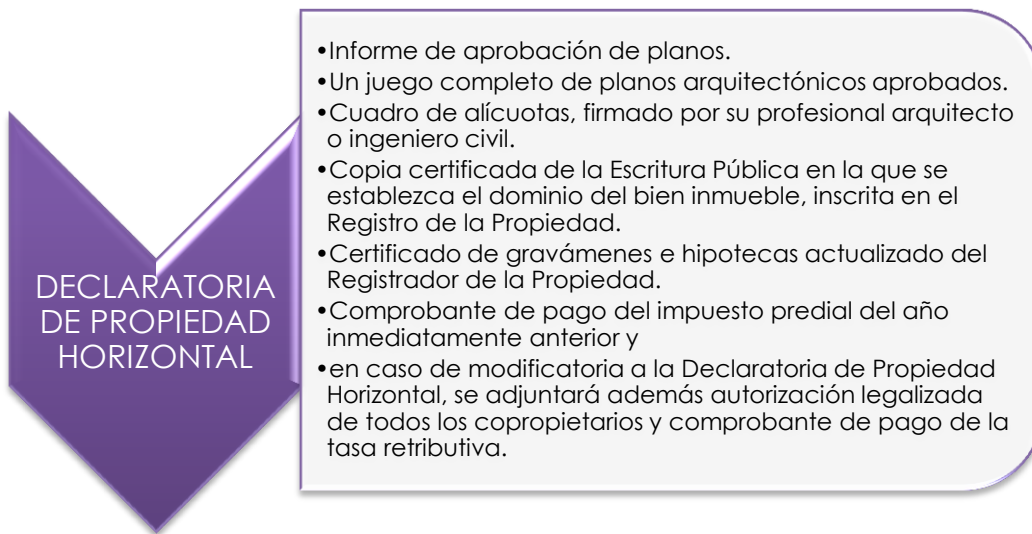 DECLARATORIA
DE PROPIEDAD
HORIZONTAL
•Informe de aprobación de planos.
•Un juego completo de planos arquitectónicos aprobados.
•Cuadro de alícuotas, firmado por su profesional arquitecto
o ingeniero civil.
•Copia certificada de la Escritura Pública en la que se
establezca el dominio del bien inmueble, inscrita en el
Registro de la Propiedad.
•Certificado de gravámenes e hipotecas actualizado del
Registrador de la Propiedad.
•Comprobante de pago del impuesto predial del año
inmediatamente anterior y
•en caso de modificatoria a la Declaratoria de Propiedad
Horizontal, se adjuntará además autorización legalizada
de todos los copropietarios y comprobante de pago de la
tasa retributiva.